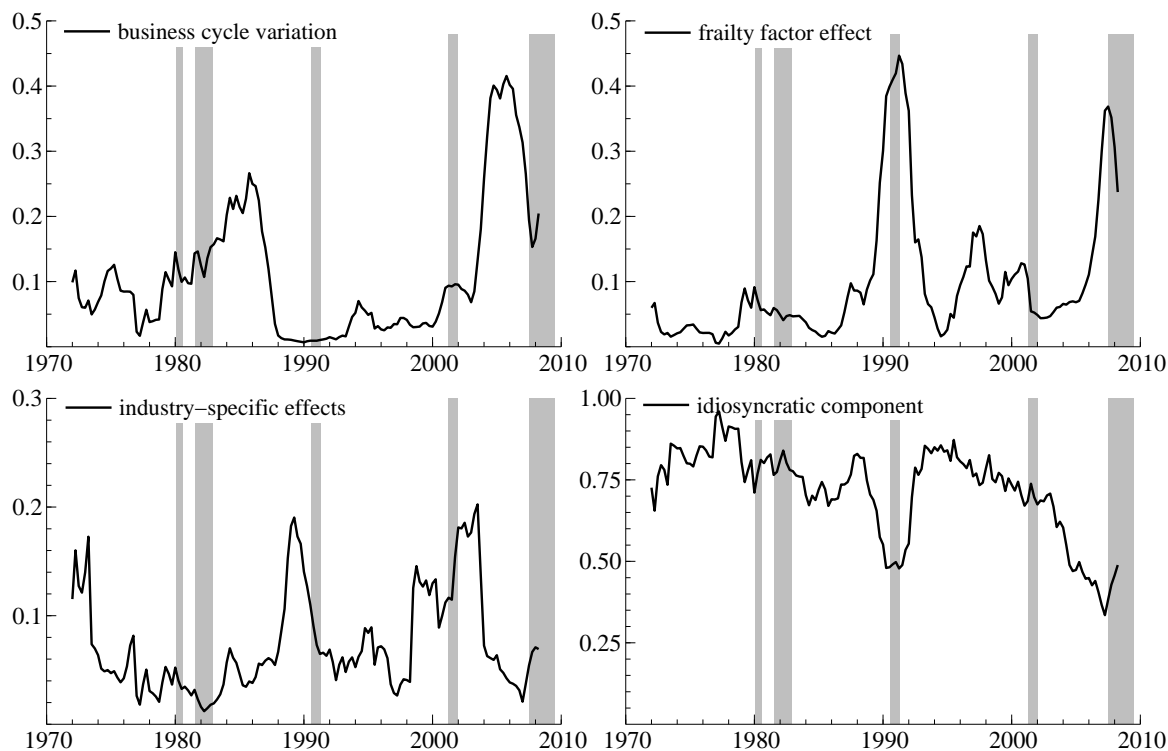 business cycle variation
0.5
0.4
0.3
0.2
0.1
1970 1980 1990 2000 2010
frailty factor effect
0.5
0.4
0.3
0.2
0.1
1970 1980 1990 2000 2010
industry−specific effects
0.3
0.2
0.1
1970 1980 1990 2000 2010
idiosyncratic component
1.00
0.75
0.50
0.25
1970 1980 1990 2000 2010